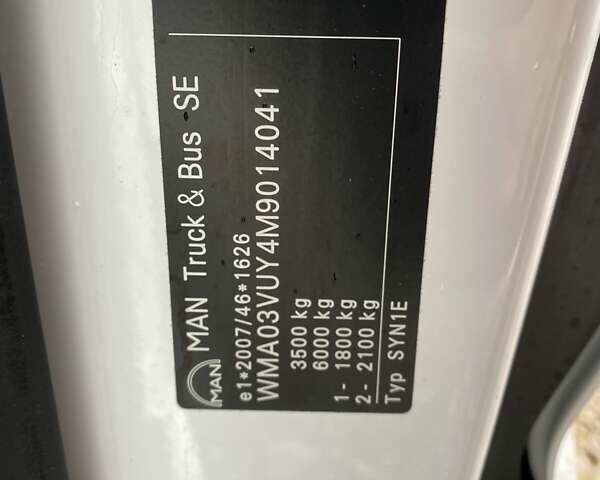 MAN
MAN Truck & Bus SE
e1*2007/46*1626
WMA03VUY4M9014041
3500 kg
6000 kg
1- 1800 kg
2- 2100 kg
Typ SYN1E